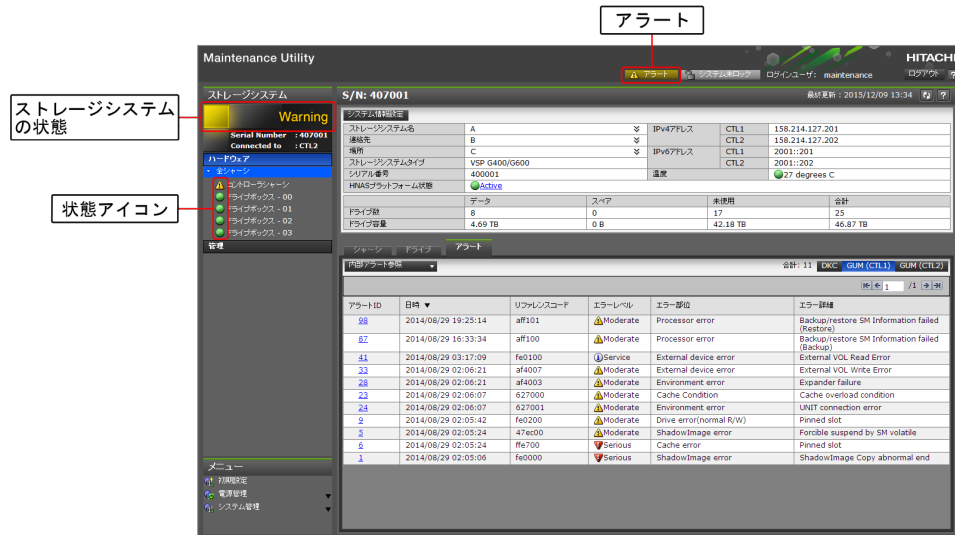 アラート
Maintenance Utility
HITACHI
アラート システム未ロック ログインユーザ: maintenance ログアウト ?
ストレージシステム
の状態
ストレージシステム
Warning
Serial Number : 407001
Connected to : CTL2
ハードウェア
全シャーシ
状態アイコン
コントローラシャーシ
ドライブボックス - 00
ドライブボックス - 01
ドライブボックス - 02
ドライブボックス - 03
管理
S/N: 407001 最終更新 : 2015/12/09 13:34 ?
システム情報設定
ストレージシステム名 A IPv4アドレス CTL1 158.214.127.201
連絡先 B CTL2 158.214.127.202
場所 C IPv6アドレス CTL1 2001::201
ストレージシステムタイプ VSP G400/G600 CTL2 2001::202
シリアル番号 400001 温度 27 degrees C
HNASプラットフォーム状態 Active
データ スペア 未使用 合計
ドライブ数 8 0 17 25
ドライブ容量 4.69 TB 0 B 42.18 TB 46.87 TB
シャーシ ドライブ アラート
内部アラート参照 合計: 11 DKC GUM (CTL1) GUM (CTL2)
1 /1
アラートID 日時 ▼ リファレンスコード エラーレベル エラー部位 エラー詳細
98 2014/08/29 19:25:14 aff101 Moderate Processor error Backup/restore SM Information failed
(Restore)
87 2014/08/29 16:33:34 aff100 Moderate Processor error Backup/restore SM Information failed
(Backup)
41 2014/08/29 03:17:09 fe0100 Service External device error External VOL Read Error
33 2014/08/29 02:06:21 af4007 Moderate External device error External VOL Write Error
28 2014/08/29 02:06:21 af4003 Moderate Environment error Expander failure
23 2014/08/29 02:06:07 627000 Moderate Cache Condition Cache overload condition
24 2014/08/29 02:06:07 627001 Moderate Environment error UNIT connection error
9 2014/08/29 02:05:42 fe0200 Moderate Drive error(normal R/W) Pinned slot
5 2014/08/29 02:05:24 47ec00 Moderate ShadowImage error Forcible suspend by SM volatile
6 2014/08/29 02:05:24 ffe700 Serious Cache error Pinned slot
1 2014/08/29 02:05:06 fe0000 Serious ShadowImage error ShadowImage Copy abnormal end
メニュー
初期設定
電源管理
システム管理